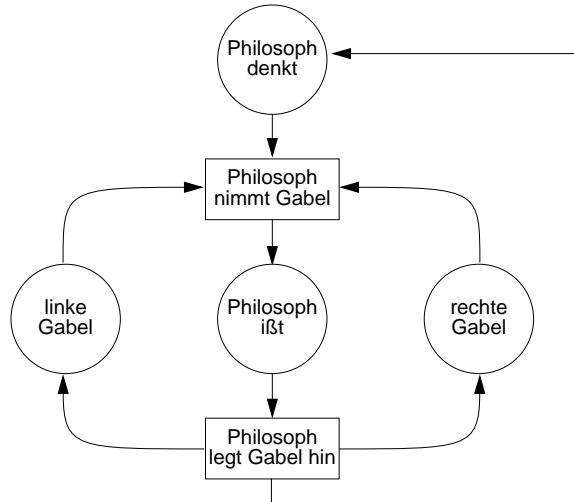 Philosoph
denkt
Philosoph
nimmt Gabel
linke
Gabel
Philosoph
ißt
rechte
Gabel
Philosoph
legt Gabel hin